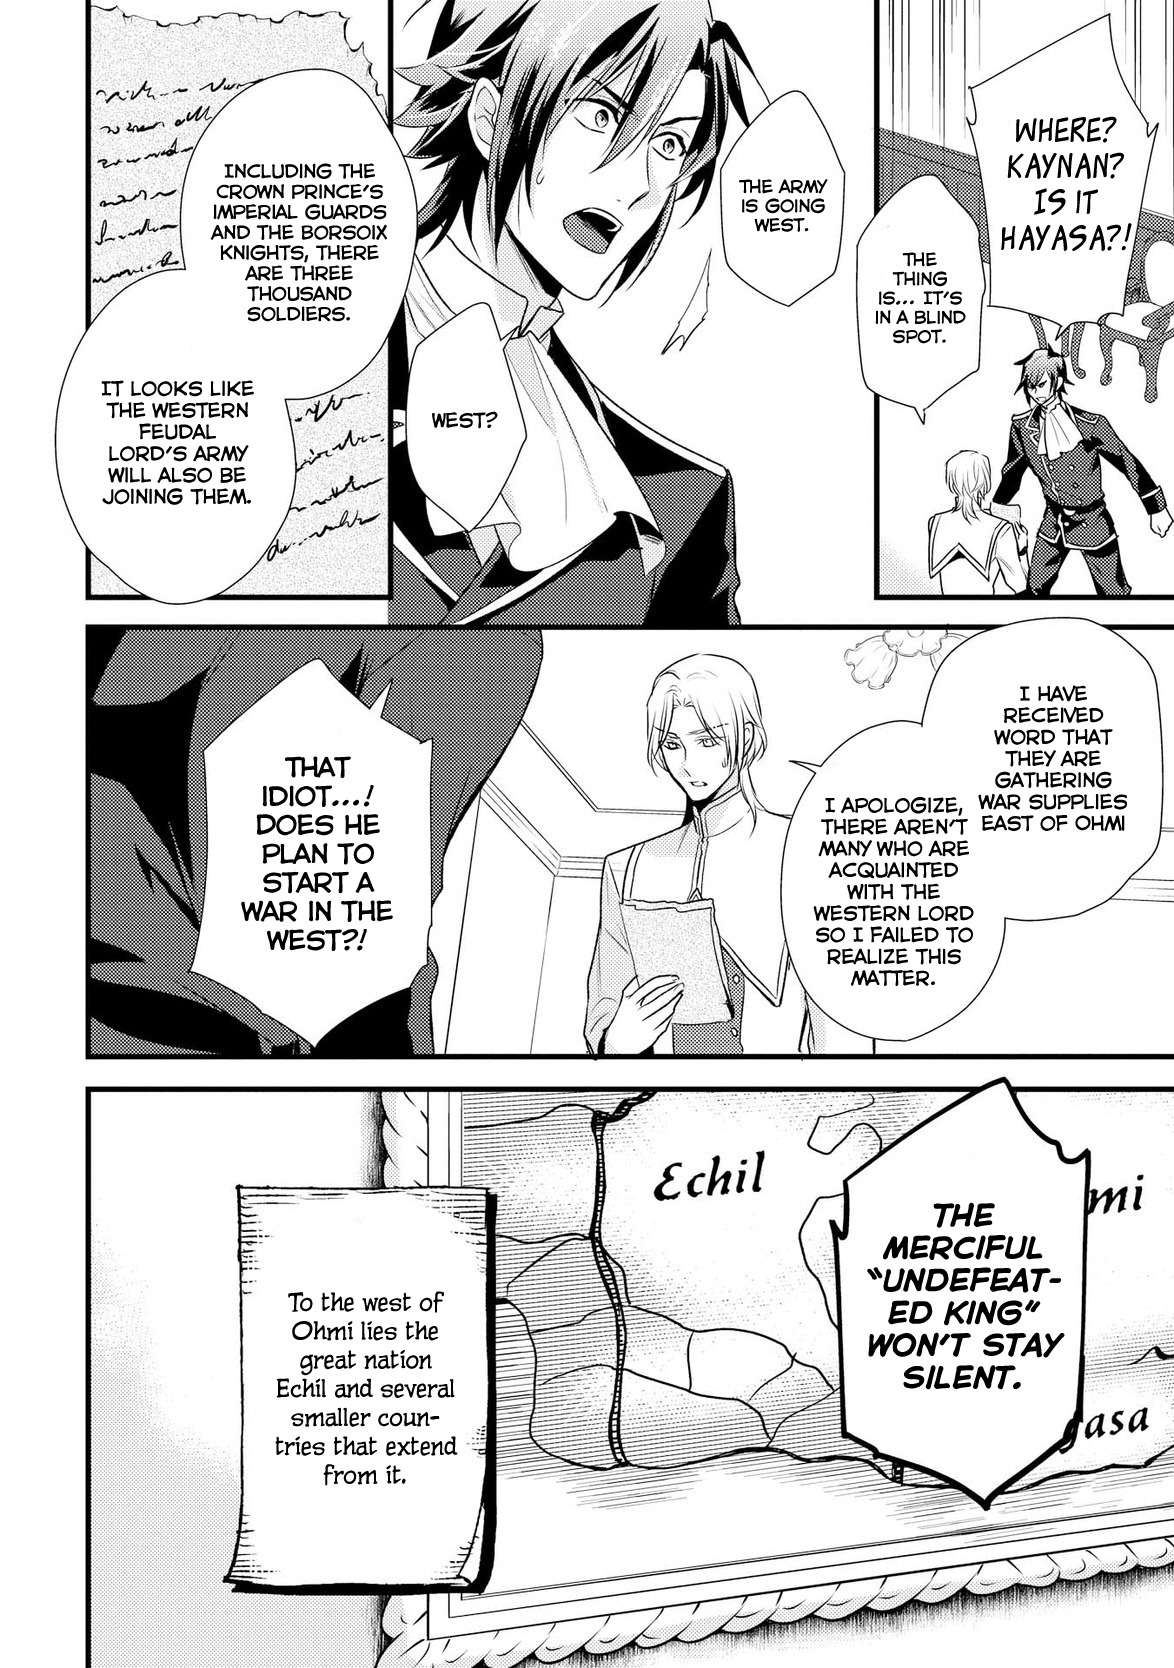 WHERE?
KAYNAN?
IS IT
HAYASA?!
THE
THING
IS... IT'S
IN A BLIND
SPOT.
THE ARMY
IS GOING
WEST.
WEST?
INCLUDING THE
CROWN PRINCE'S
IMPERIAL GUARDS
AND THE BORSOIX
KNIGHTS, THERE
ARE THREE
THOUSAND
SOLDIERS.
IT LOOKS LIKE
THE WESTERN
FEUDAL
LORD'S ARMY
WILL ALSO BE
JOINING THEM.
I HAVE
RECEIVED
WORD THAT
THEY ARE
GATHERING
WAR SUPPLIES
EAST OF OHMI
I APOLOGIZE,
THERE AREN'T
MANY WHO ARE
ACQUAINTED
WITH THE
WESTERN LORD
SO I FAILED TO
REALIZE THIS
MATTER.
THAT
IDIOT...!
DOES HE
PLAN TO
START A
WAR IN THE
WEST?!
THE
MERCIFUL
"UNDEFEAT-
ED KING"
WON'T STAY
SILENT.
Echil
mi
gasa
To the west of
Ohmi lies the
great nation
Echil and several
smaller coun-
tries that extend
from it.